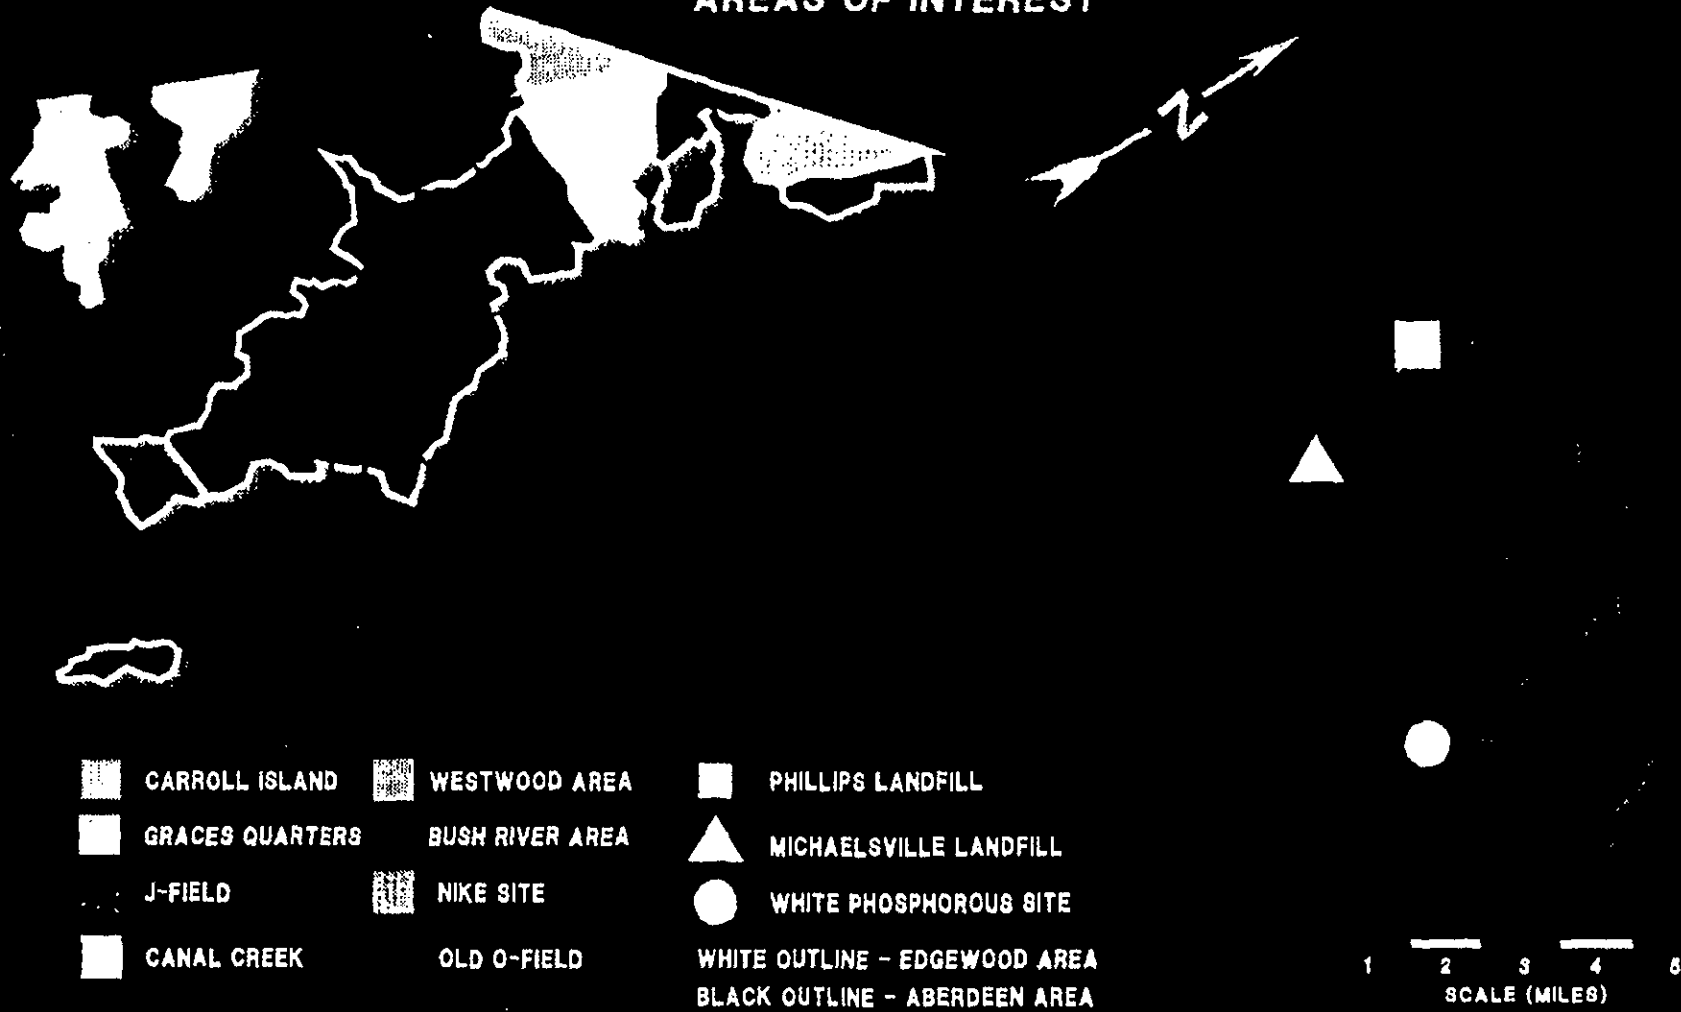 AREAS OF INTEREST
N
CARROLL ISLAND
GRACES QUARTERS
J-FIELD
CANAL CREEK
WESTWOOD AREA
BUSH RIVER AREA
NIKE SITE
OLD O-FIELD
PHILLIPS LANDFILL
MICHAELSVILLE LANDFILL
WHITE PHOSPHOROUS SITE
WHITE OUTLINE - EDGEWOOD AREA
BLACK OUTLINE - ABERDEEN AREA
1 2 3 4 5
SCALE (MILES)